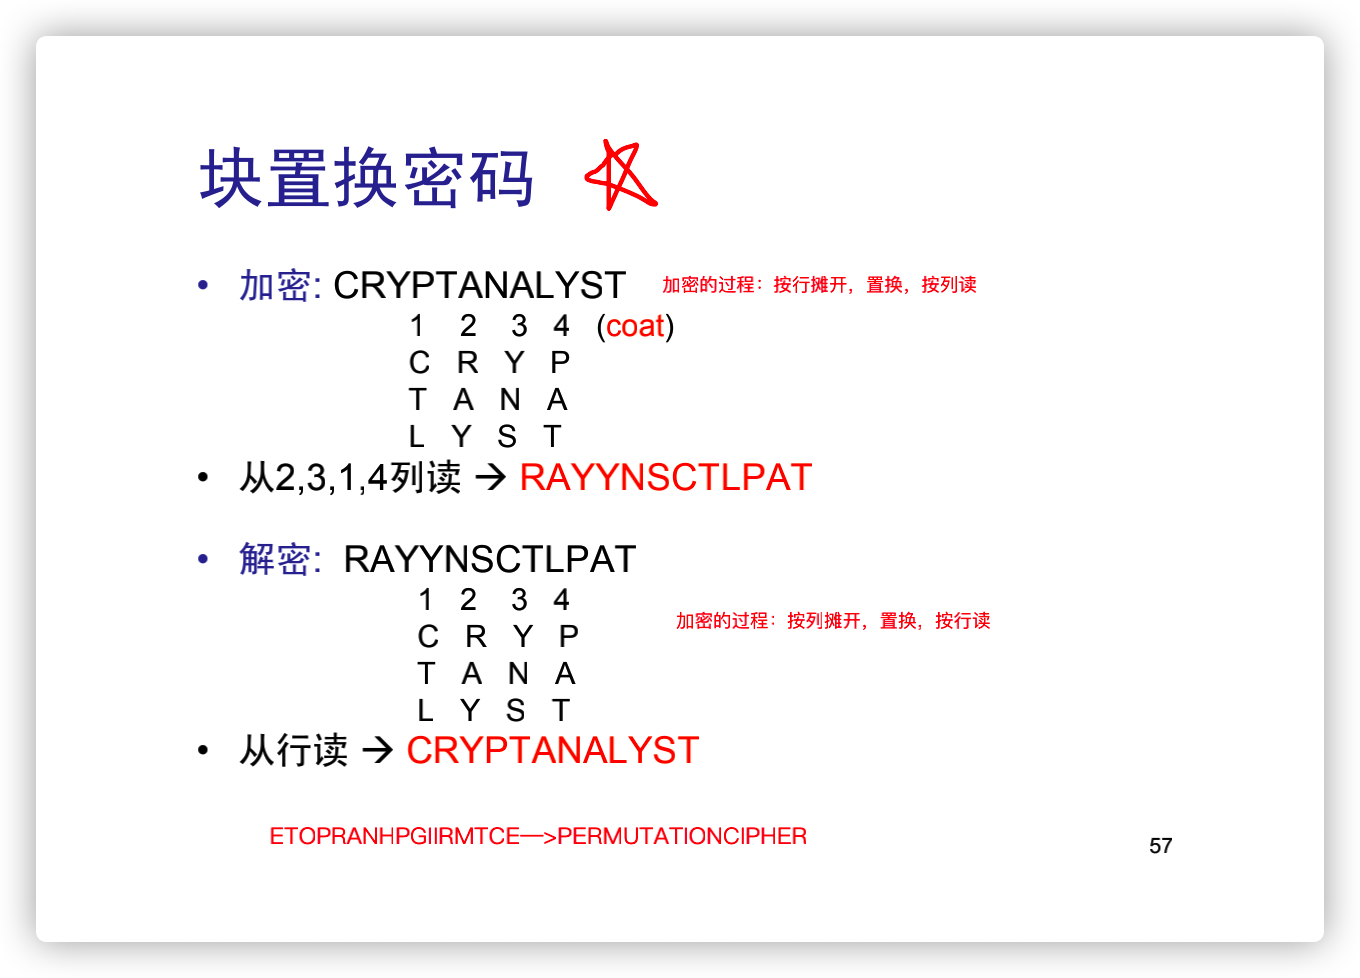 块置换密码
• 加密: CRYPTANALYST 加密的过程：按行摊开，置换，按列读
1 2 3 4 (coat)
C R Y P
T A N A
L Y S T
• 从2,3,1,4列读 → RAYYNSCTLPAT
• 解密: RAYYNSCTLPAT
1 2 3 4
加密的过程：按列摊开，置换，按行读
C R Y P
T A N A
L Y S T
• 从行读 → CRYPTANALYST
ETOPRANHPGIIRMTCE—>PERMUTATIONCIPHER
57